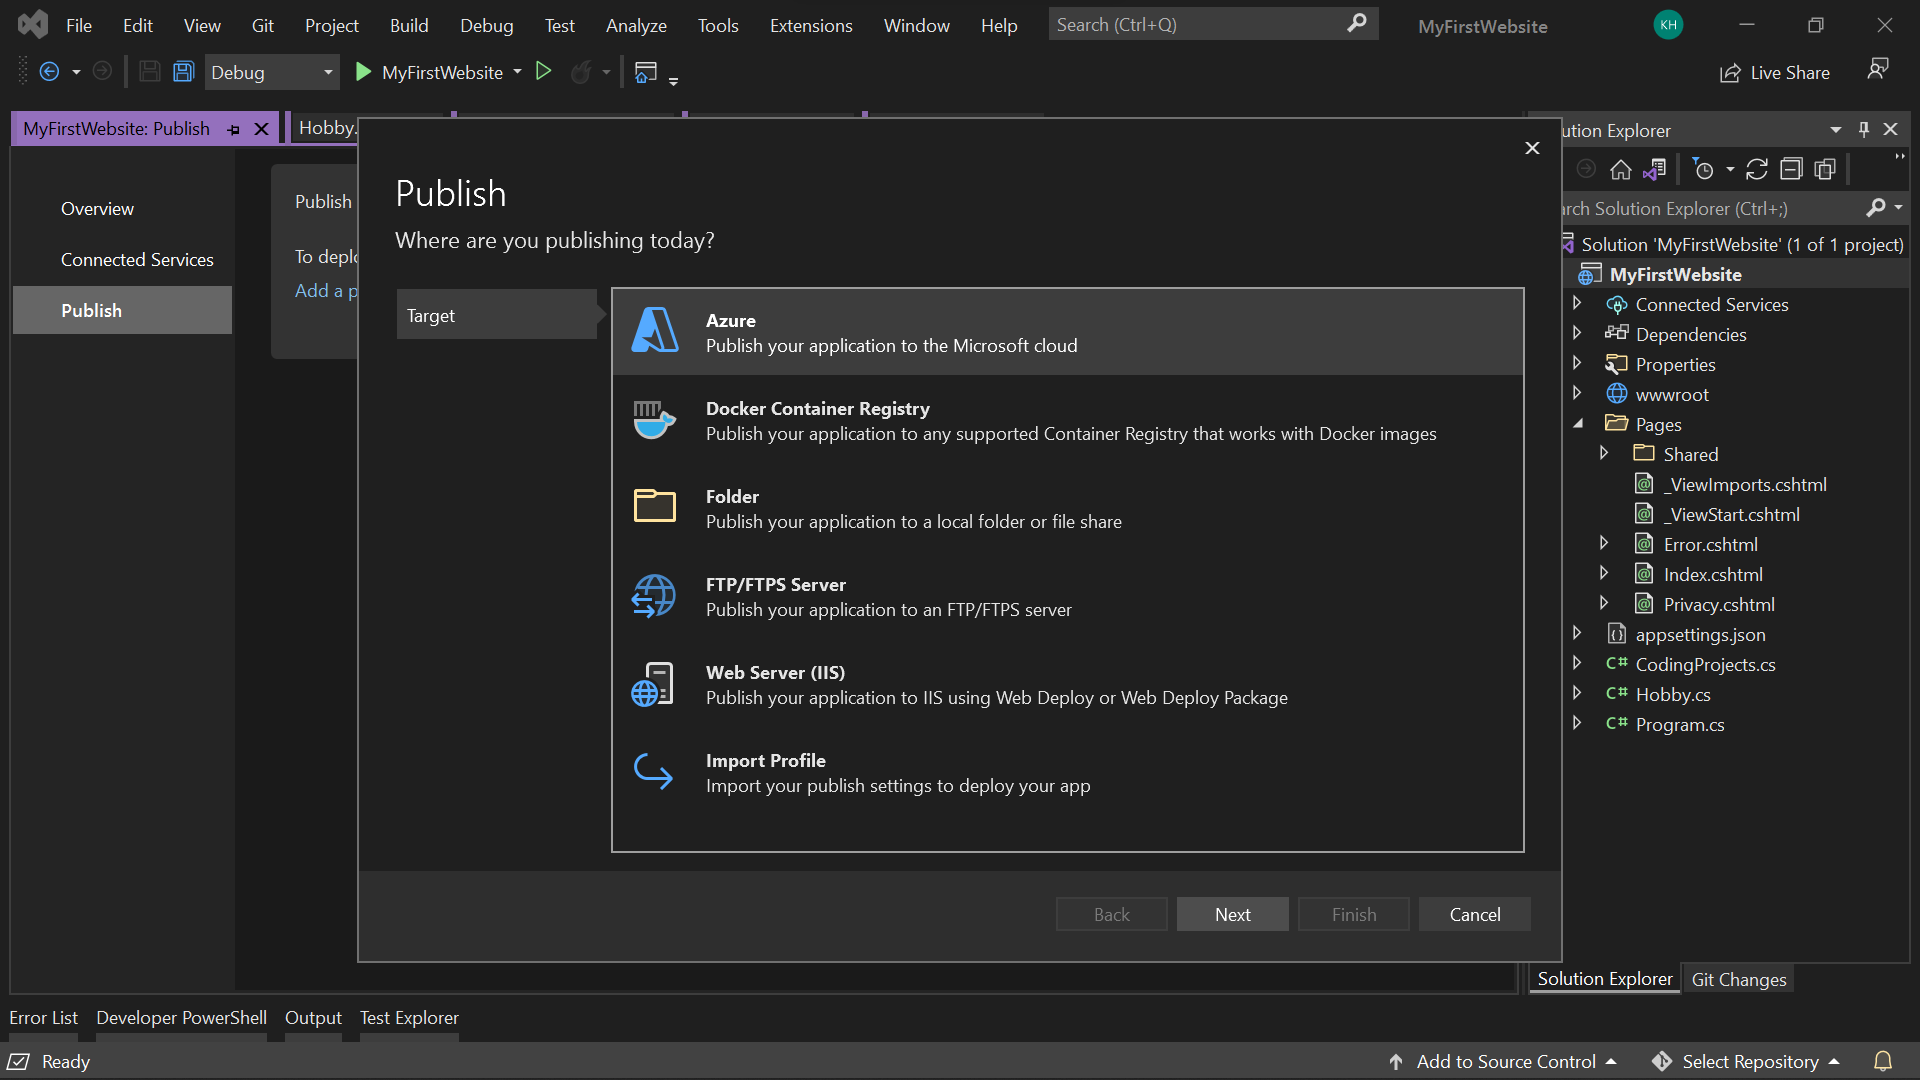 File Edit View Git Project Build Debug Test Analyze Tools Extensions Window Help Search (Ctrl+Q) MyFirstWebsite KH
Debug MyFirstWebsite Live Share
MyFirstWebsite: Publish Hobby.
Overview
Connected Services
Publish
Publish
To deplo
Add a p
Publish
Where are you publishing today?
Target
Azure
Publish your application to the Microsoft cloud
Docker Container Registry
Publish your application to any supported Container Registry that works with Docker images
Folder
Publish your application to a local folder or file share
FTP/FTPS Server
Publish your application to an FTP/FTPS server
Web Server (IIS)
Publish your application to IIS using Web Deploy or Web Deploy Package
Import Profile
Import your publish settings to deploy your app
Back Next Finish Cancel
ution Explorer
rch Solution Explorer (Ctrl+;)
Solution 'MyFirstWebsite' (1 of 1 project)
MyFirstWebsite
Connected Services
Dependencies
Properties
wwwroot
Pages
Shared
_ViewImports.cshtml
_ViewStart.cshtml
Error.cshtml
Index.cshtml
Privacy.cshtml
appsettings.json
C# CodingProjects.cs
C# Hobby.cs
C# Program.cs
Solution Explorer Git Changes
Error List Developer PowerShell Output Test Explorer
Ready Add to Source Control Select Repository